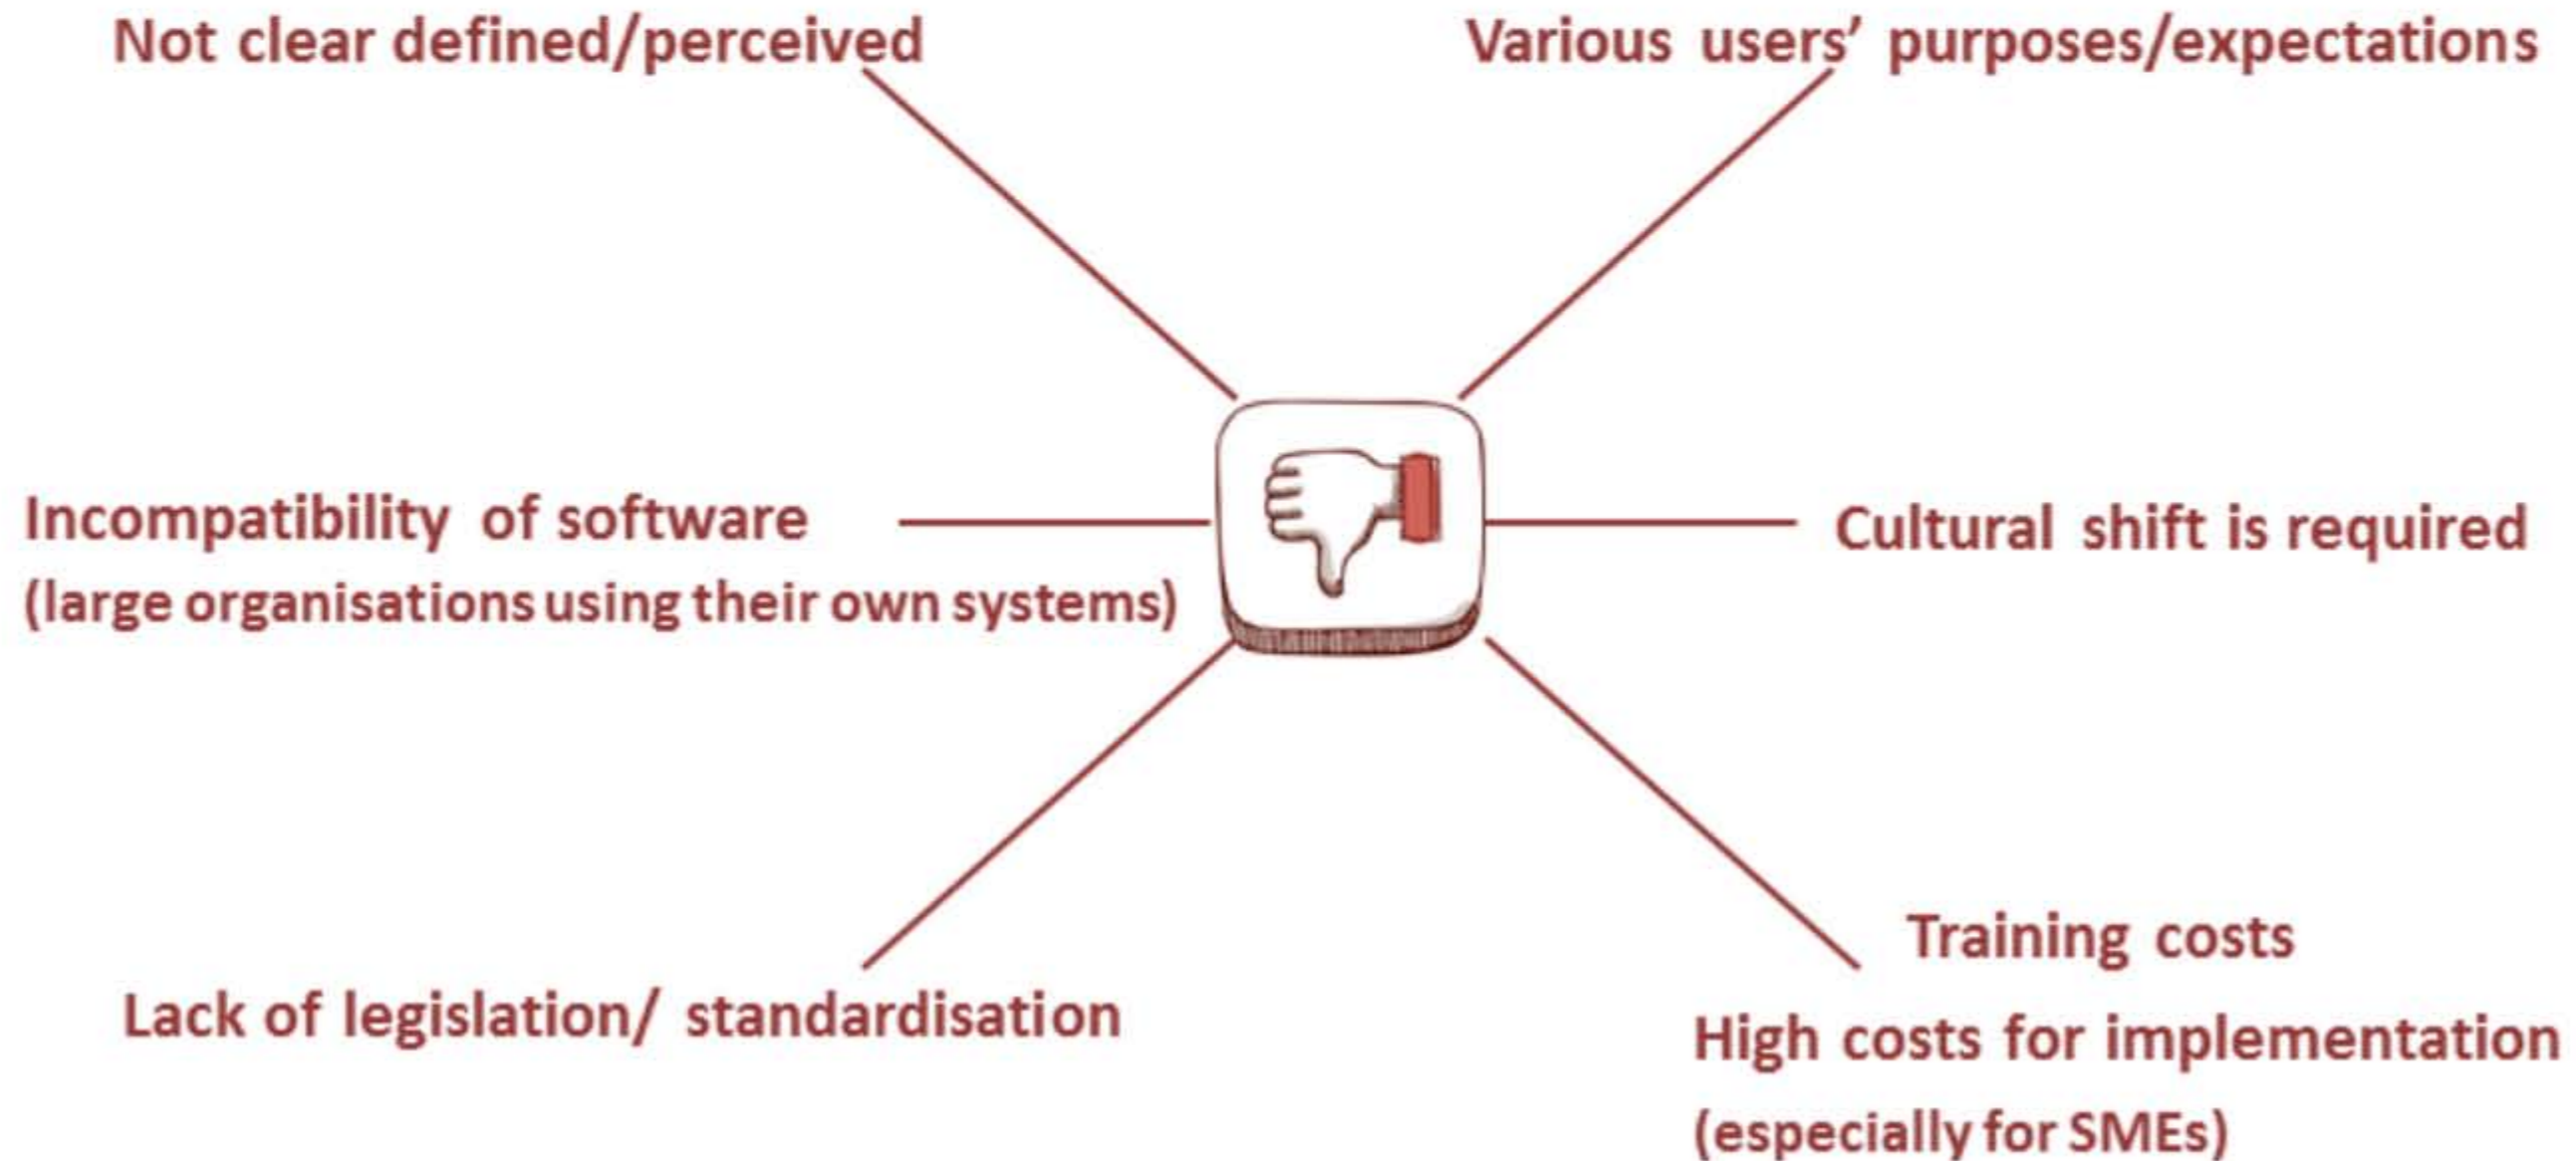 Not clear defined/perceived
Various users’ purposes/expectations
Incompatibility of software
(large organisations using their own systems)
Cultural shift is required
Lack of legislation/ standardisation
Training costs
High costs for implementation
(especially for SMEs)